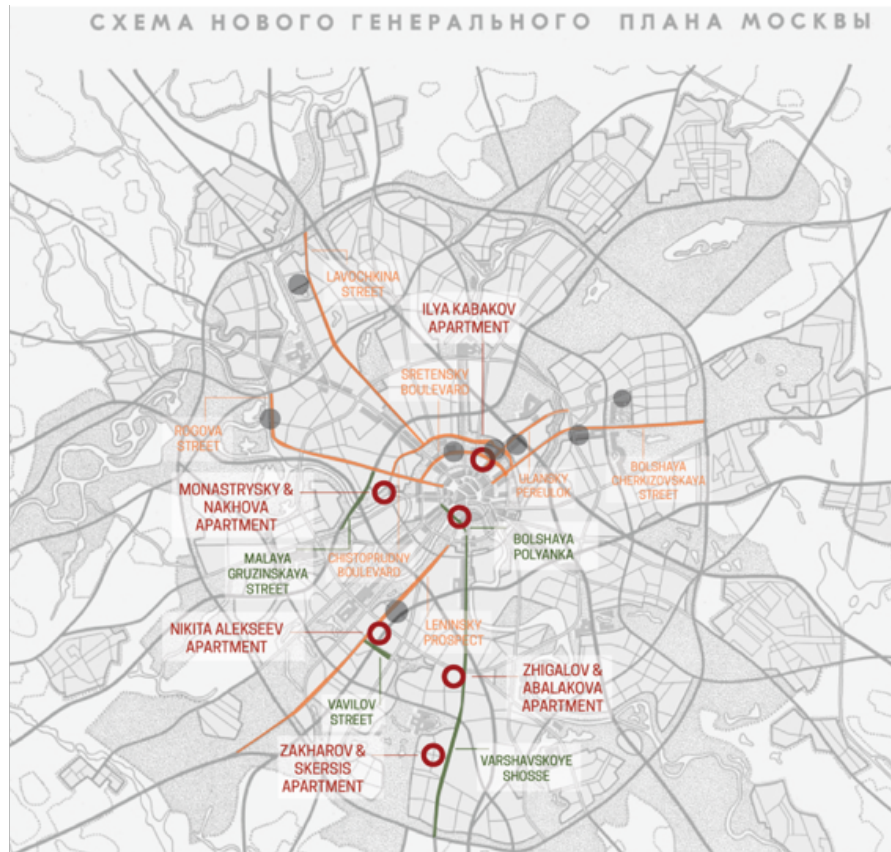 СХЕМА НОВОГО ГЕНЕРАЛЬНОГО ПЛАНА МОСКВЫ
LAVOCHKINA
STREET
ILYA KABAKOV
APARTMENT
SRETENSKY
BOULEVARD
ROGOVA
STREET
ULANSKY
PEREULOK
BOLSHAYA
CHERKIZOVSKAYA
STREET
MONASTRYSKY &
NAKHOVA
APARTMENT
MALAYA
GRUZINSKAYA
STREET
CHISTOPRUDNY
BOULEVARD
BOLSHAYA
POLYANKA
NIKITA ALEKSEEV
APARTMENT
LENINSKY
PROSPECT
ZHIGALOV &
ABALAKOVA
APARTMENT
VAVILOV
STREET
ZAKHAROV &
SKERSIS
APARTMENT
VARSHAVSKOYE
SHOSSE